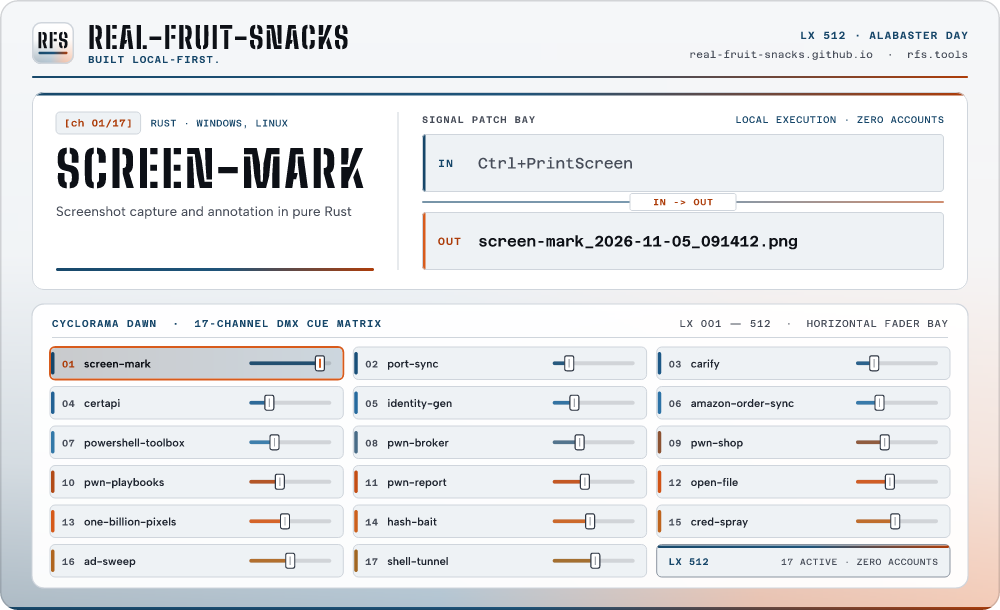 RFS
REAL-FRUIT-SNACKS
BUILT LOCAL-FIRST.
LX 512 · ALABASTER DAY
real-fruit-snacks.github.io · rfs.tools
[ch 01/17] RUST · WINDOWS, LINUX
SCREEN-MARK
Screenshot capture and annotation in pure Rust
SIGNAL PATCH BAY LOCAL EXECUTION · ZERO ACCOUNTS
IN Ctrl+PrintScreen
IN -> OUT
OUT screen-mark_2026-11-05_091412.png
CYCLORAMA DAWN · 17-CHANNEL DMX CUE MATRIX LX 001 — 512 · HORIZONTAL FADER BAY
01 screen-mark 02 port-sync 03 carify
04 certapi 05 identity-gen 06 amazon-order-sync
07 powershell-toolbox 08 pwn-broker 09 pwn-shop
10 pwn-playbooks 11 pwn-report 12 open-file
13 one-billion-pixels 14 hash-bait 15 cred-spray
16 ad-sweep 17 shell-tunnel LX 512 17 ACTIVE · ZERO ACCOUNTS